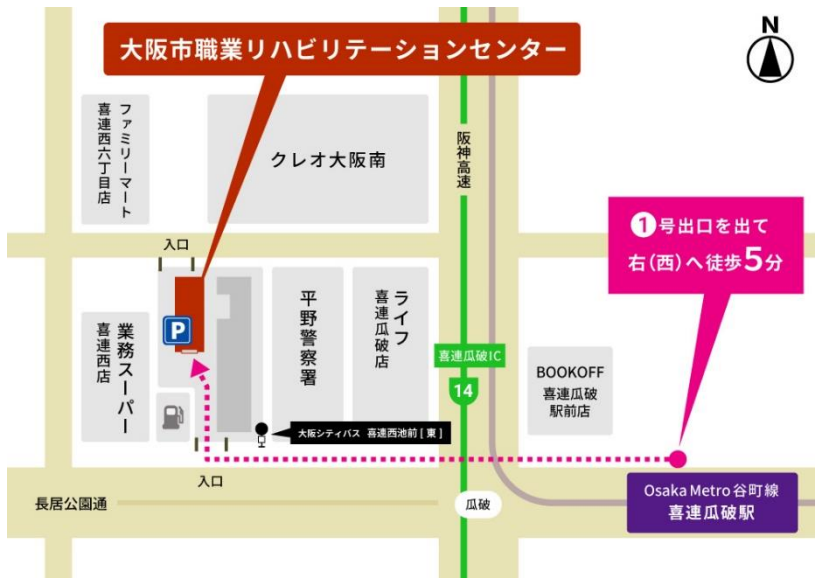 N
大阪市職業リハビリテーションセンター
ファミリーマート
喜連西六丁目店
クレオ大阪南
阪神高速
❶号出口を出て
右(西)へ徒歩5分
入口
P
業務スーパー
喜連西店
平野警察署
ライフ
喜連瓜破店
喜連瓜破IC
14
BOOKOFF
喜連瓜破
駅前店
大阪シティバス 喜連西池前[東]
入口
長居公園通
瓜破
Osaka Metro 谷町線
喜連瓜破駅